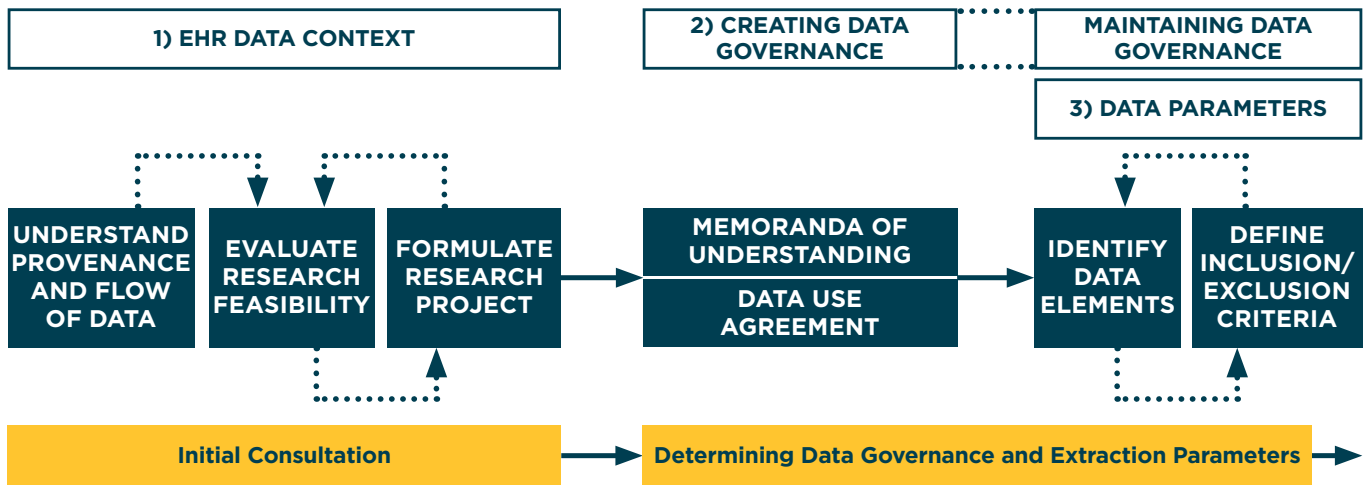 1) EHR DATA CONTEXT
2) CREATING DATA
GOVERNANCE
MAINTAINING DATA
GOVERNANCE
3) DATA PARAMETERS
UNDERSTAND
PROVENANCE
AND FLOW
OF DATA
EVALUATE
RESEARCH
FEASIBILITY
FORMULATE
RESEARCH
PROJECT
MEMORANDA OF
UNDERSTANDING
DATA USE
AGREEMENT
IDENTIFY
DATA
ELEMENTS
DEFINE
INCLUSION/
EXCLUSION
CRITERIA
Initial Consultation
Determining Data Governance and Extraction Parameters